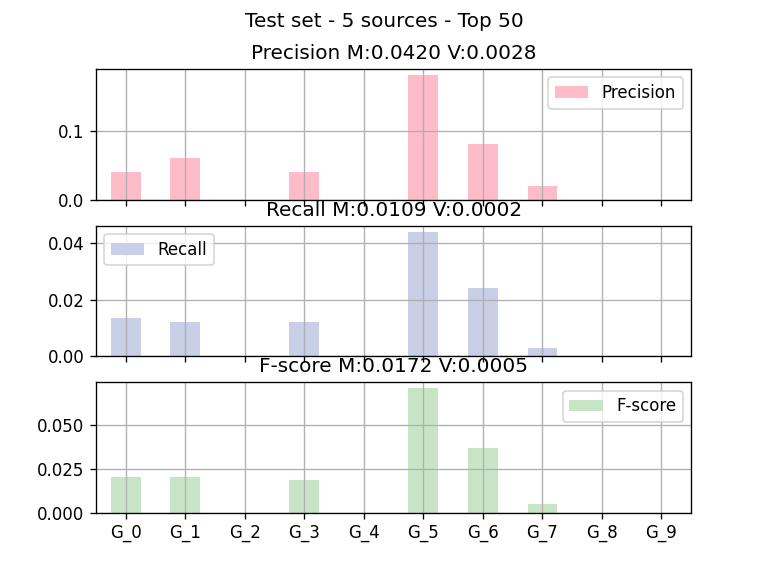 Test set - 5 sources - Top 50
Precision M:0.0420 V:0.0028
Precision
0.1
0.0
Recall M:0.0109 V:0.0002
0.04
Recall
0.02
0.00
F-score M:0.0172 V:0.0005
F-score
0.050
0.025
0.000
G_0 G_1 G_2 G_3 G_4 G_5 G_6 G_7 G_8 G_9